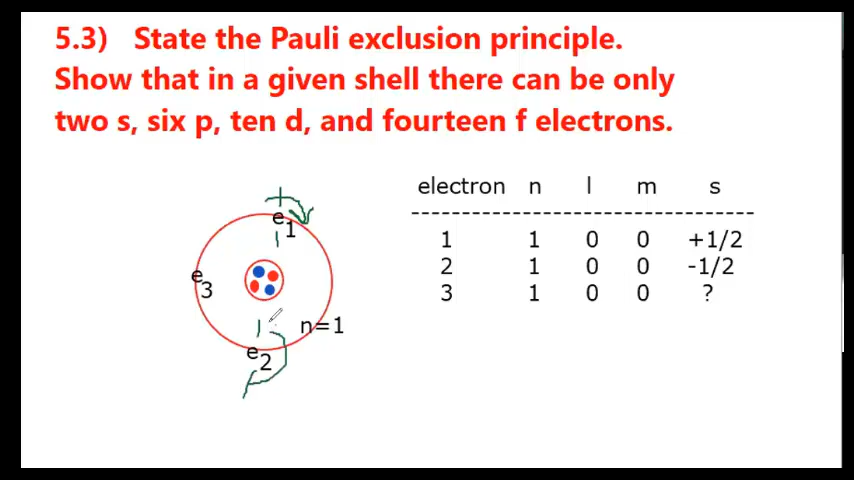 5.3) State the Pauli exclusion principle.
Show that in a given shell there can be only
two s, six p, ten d, and fourteen f electrons.
electron n l m s
---------------------------------------
1 1 0 0 +1/2
2 1 0 0 -1/2
3 1 0 0 ?
e1
e3
n=1
e2